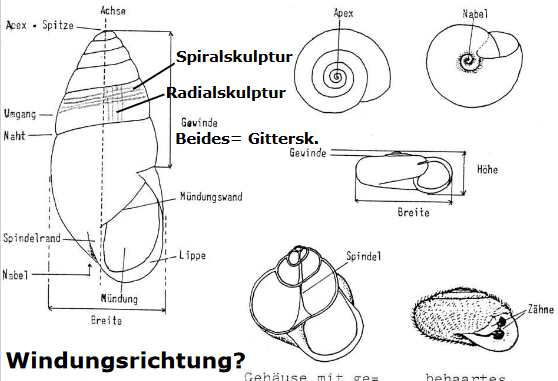 Achse
Apex - Spitze
Spiralskulptur
Radialskulptur
Umgang
Naht
Gewinde
Beides= Gittersk.
Mündungswand
Spindelrand
Lippe
Nabel
Mündung
Breite
Apex
Nabel
Gewinde
Höhe
Breite
Spindel
Zähne
Windungsrichtung?
Gehäuse mit ge=
behaartes